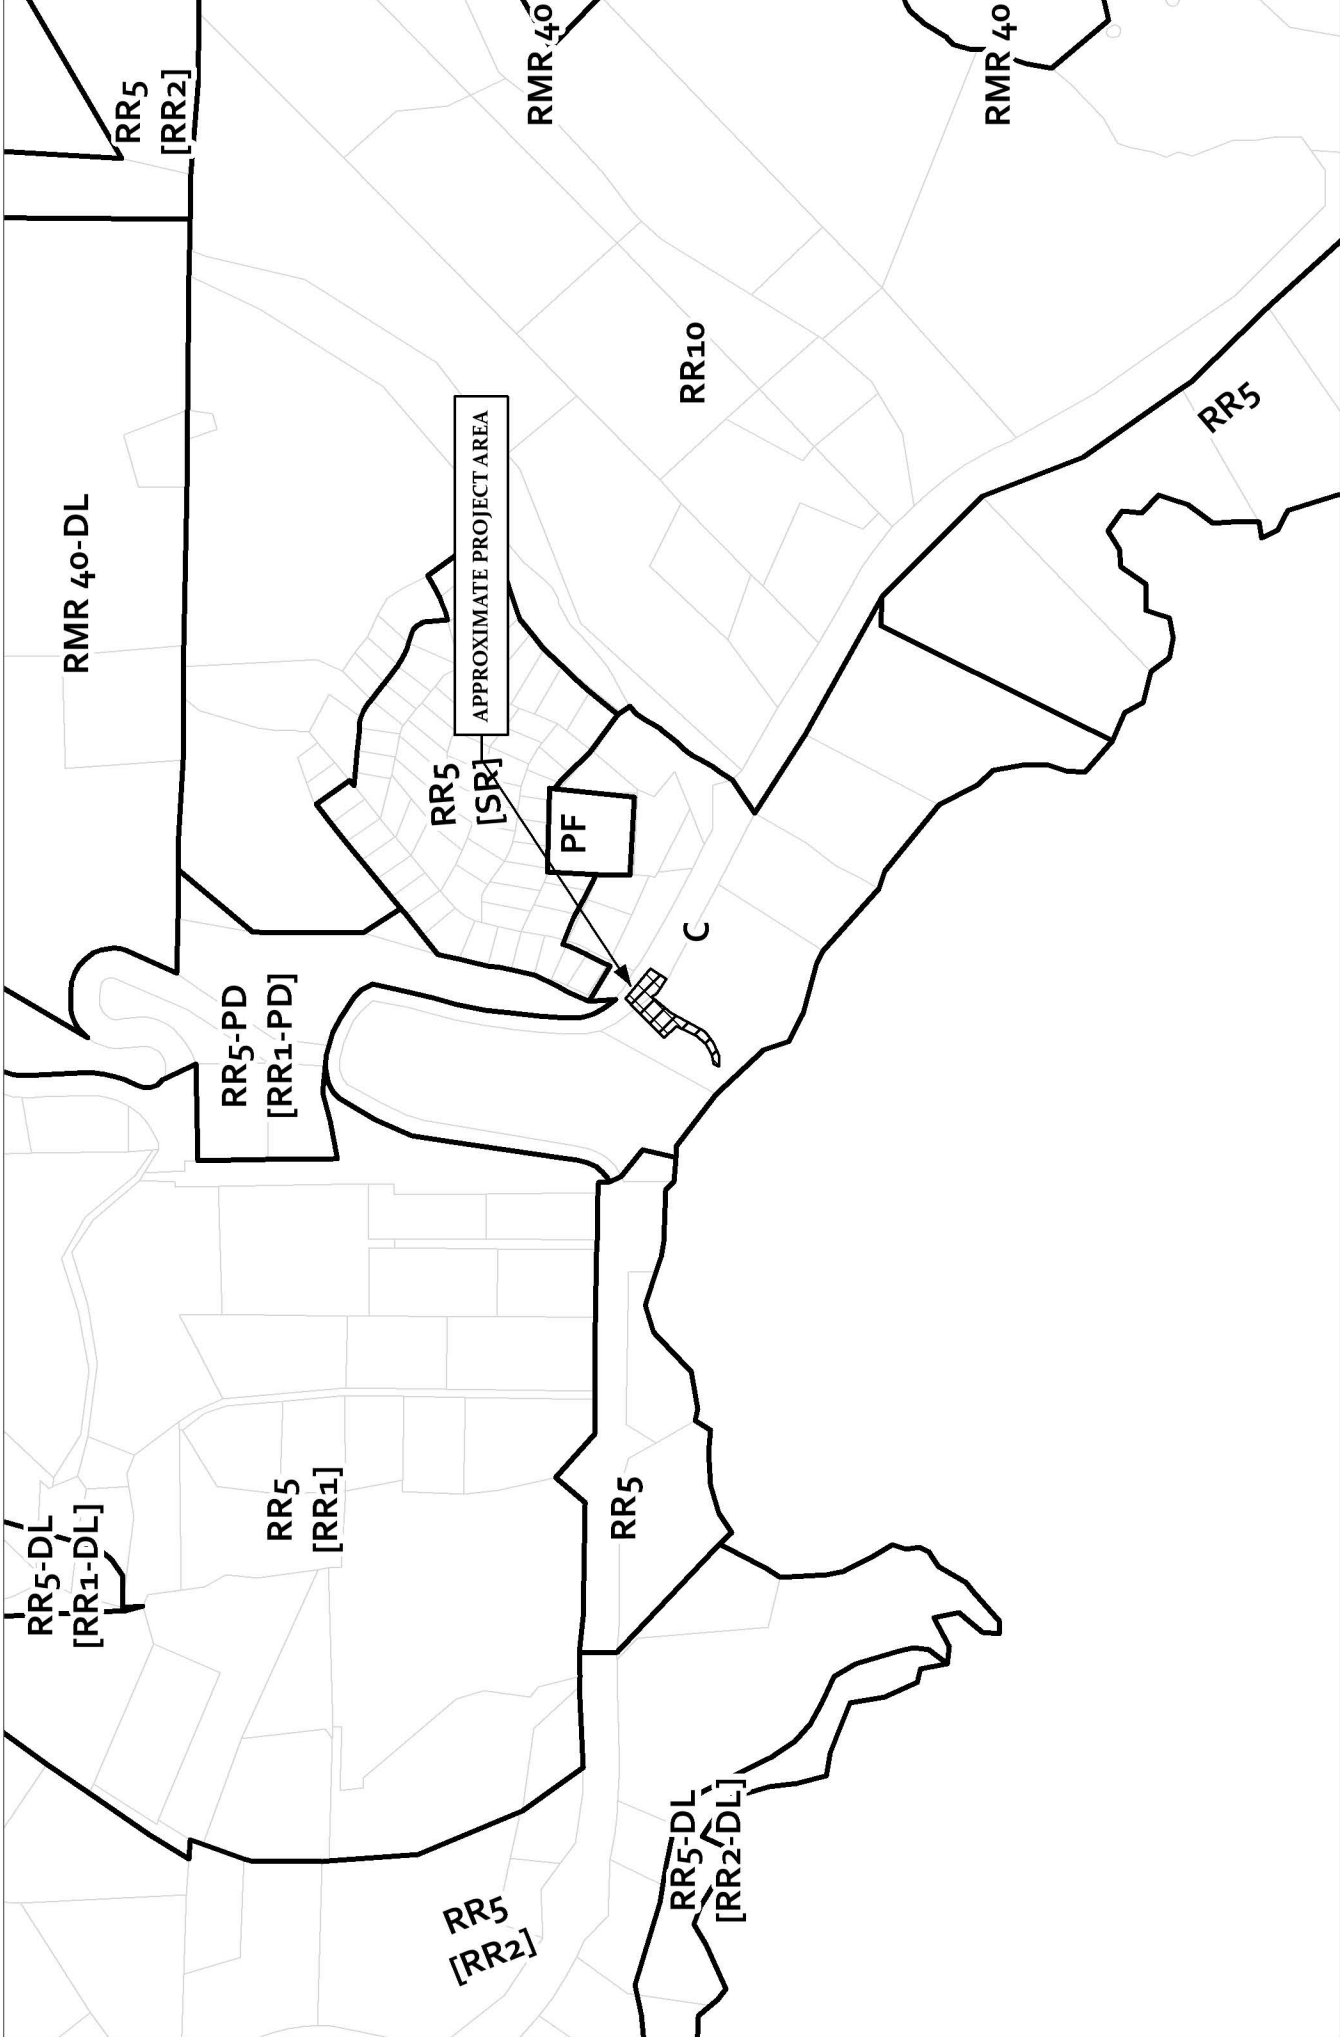 RR5-DL
[RR1-DL]
RMR 40-DL
RR5
[RR2]
RR5-PD
[RR1-PD]
RR5
[RR1]
RR5
[SR]
RR5
[RR2]
APPROXIMATE PROJECT AREA
RMR 40
PF
RR5
RR5-DL
[RR2-DL]
C
RR10
RMR 40
RR5